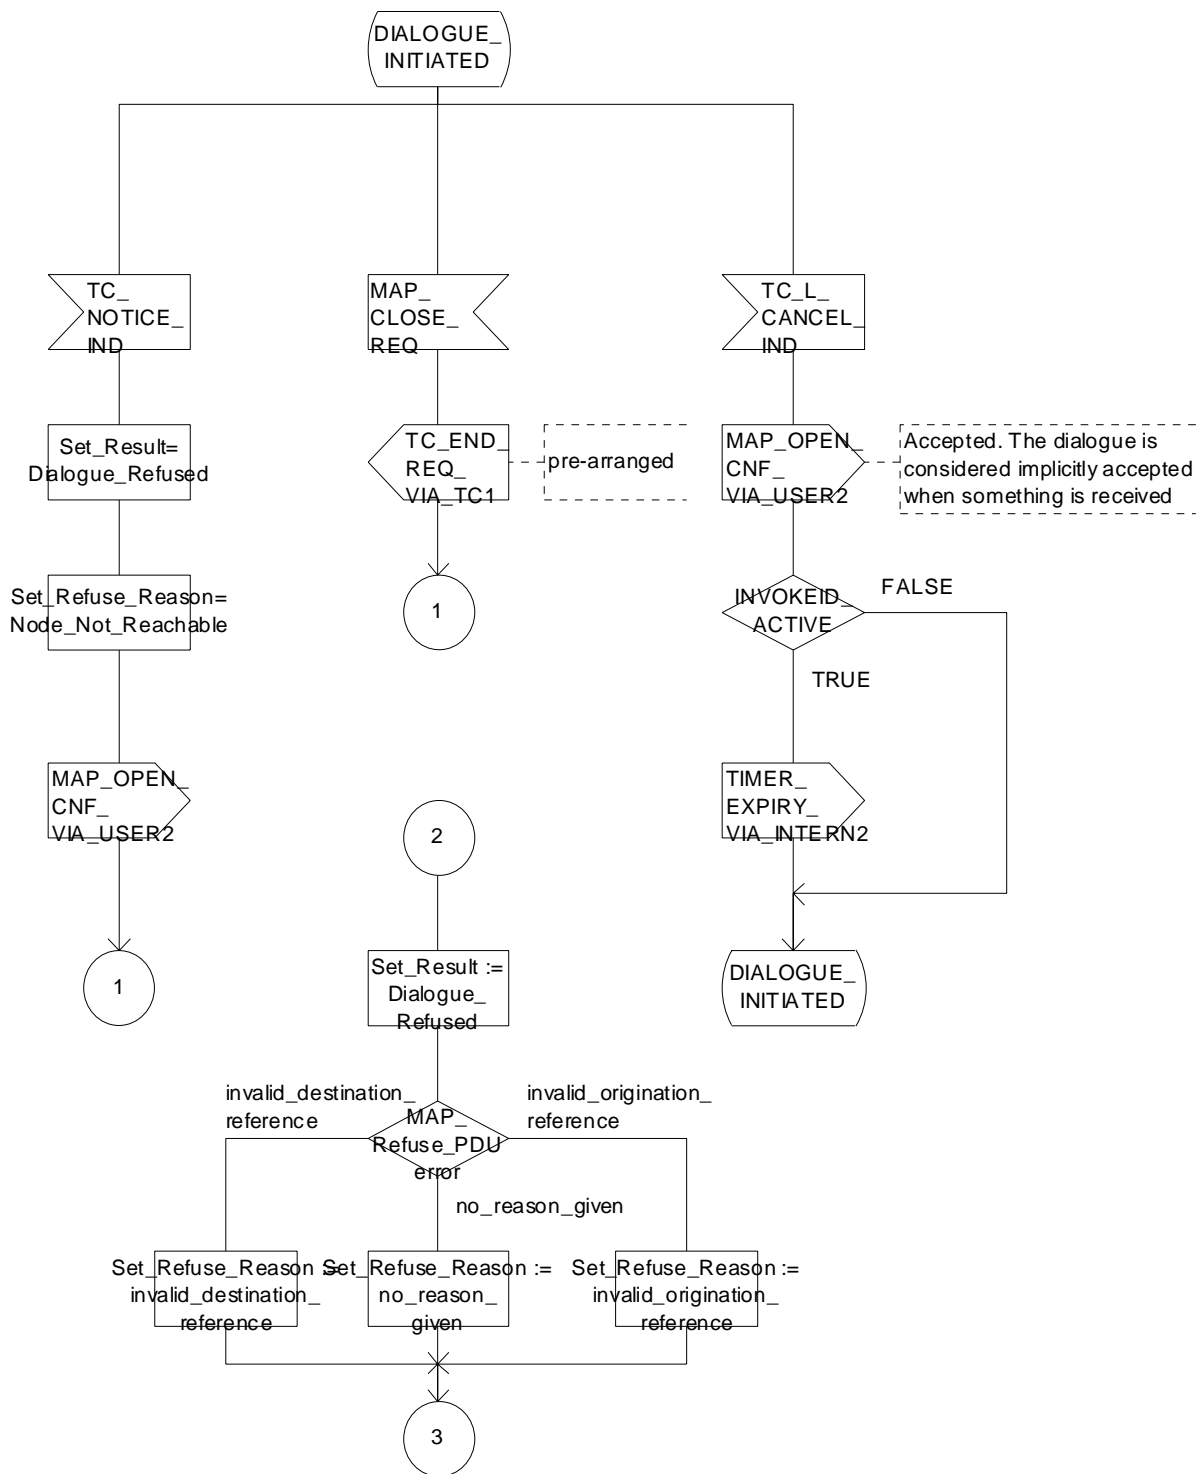 DIALOGUE_
INITIATED
TC_
NOTICE_
IND
MAP_
CLOSE_
REQ
TC_L_
CANCEL_
IND
Set_Result=
Dialogue_Refused
TC_END_
REQ_
VIA_TC1
pre-arranged
MAP_OPEN_
CNF_
VIA_USER2
Accepted. The dialogue is
considered implicitly accepted
when something is received
Set_Refuse_Reason=
Node_Not_Reachable
1
INVOKEID_
ACTIVE
FALSE
TRUE
MAP_OPEN_
CNF_
VIA_USER2
2
TIMER_
EXPIRY_
VIA_INTERN2
1
Set_Result :=
Dialogue_
Refused
DIALOGUE_
INITIATED
invalid_destination_
reference
MAP_
Refuse_PDU
error
invalid_origination_
reference
no_reason_given
Set_Refuse_Reason :=
invalid_destination_
reference
Set_Refuse_Reason :=
no_reason_
given
Set_Refuse_Reason :=
invalid_origination_
reference
3